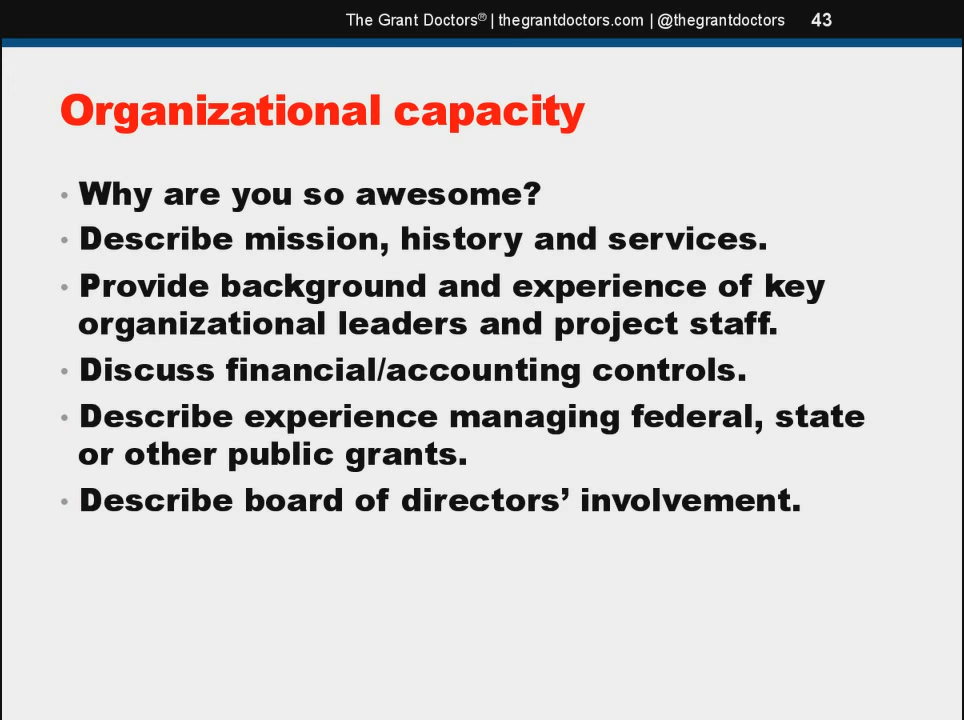 The Grant Doctors® | thegrantdoctors.com | @thegrantdoctors 43
Organizational capacity
• Why are you so awesome?
• Describe mission, history and services.
• Provide background and experience of key
organizational leaders and project staff.
• Discuss financial/accounting controls.
• Describe experience managing federal, state
or other public grants.
• Describe board of directors’ involvement.